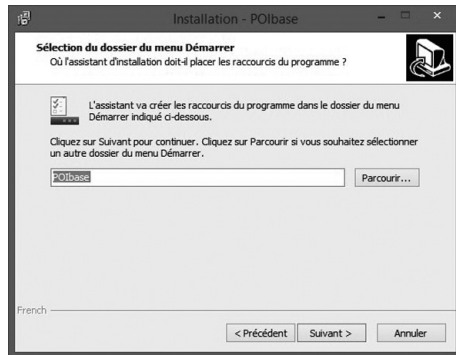 Installation - POIbase
Sélection du dossier du menu Démarrer
Où l'assistant d'installation doit-il placer les raccourcis du programme ?
L'assistant va créer les raccourcis du programme dans le dossier du menu
Démarrer indiqué ci-dessous.
Cliquez sur Suivant pour continuer. Cliquez sur Parcourir si vous souhaitez sélectionner
un autre dossier du menu Démarrer.
POIbase
Parcourir...
French
< Précédent
Suivant >
Annuler